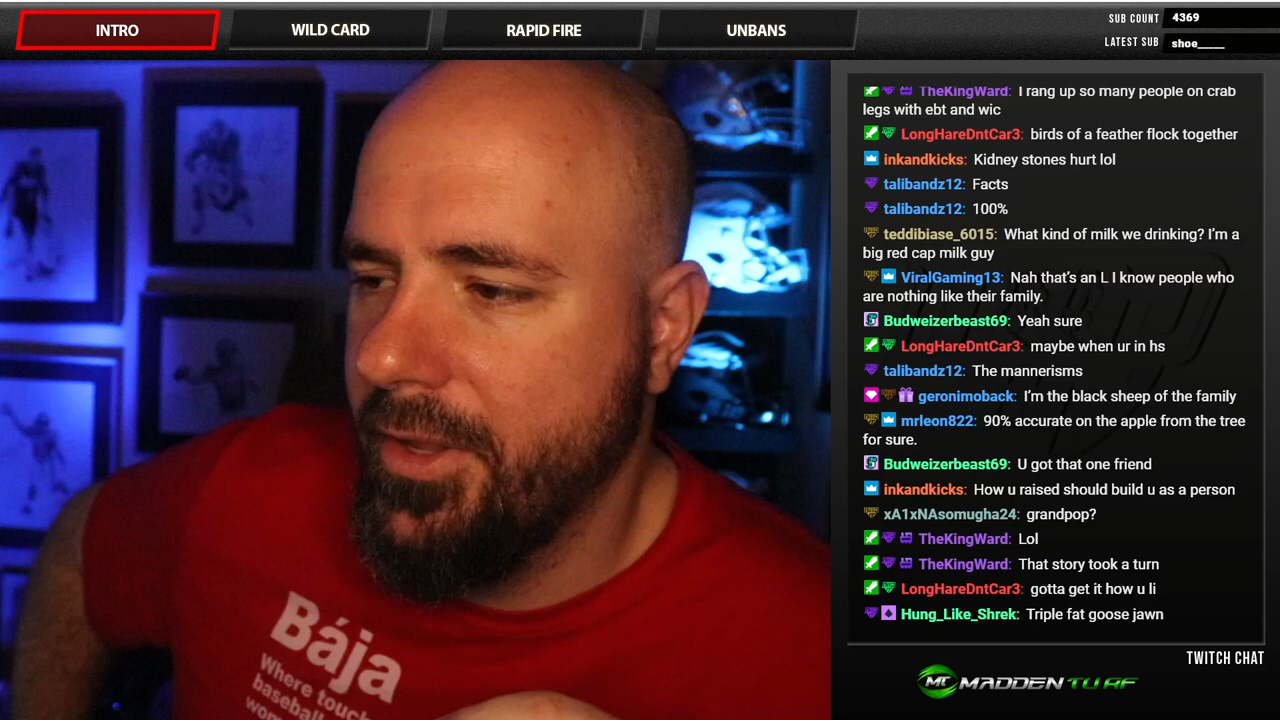 INTRO
WILD CARD
RAPID FIRE
UNBANS
SUB COUNT 4369
LATEST SUB shoe_____
TheKingWard: I rang up so many people on crab
legs with ebt and wic
LongHareDntCar3: birds of a feather flock together
inkandkicks: Kidney stones hurt lol
talibandz12: Facts
talibandz12: 100%
teddibiase_6015: What kind of milk we drinking? I'm a
big red cap milk guy
ViralGaming13: Nah that's an L I know people who
are nothing like their family.
Budweizerbeast69: Yeah sure
LongHareDntCar3: maybe when ur in hs
talibandz12: The mannerisms
geronimoback: I'm the black sheep of the family
mrleon822: 90% accurate on the apple from the tree
for sure.
Budweizerbeast69: U got that one friend
inkandkicks: How u raised should build u as a person
xA1xNAsomugha24: grandpop?
TheKingWard: Lol
TheKingWard: That story took a turn
LongHareDntCar3: gotta get it how u li
Hung_Like_Shrek: Triple fat goose jawn
TWITCH CHAT
MT MADDEN TURF
Bája
Where touch
baseball